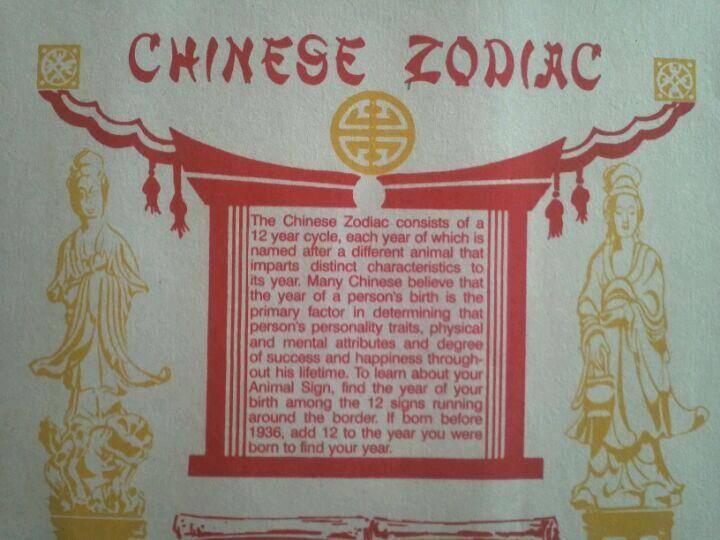 CHINESE ZODIAC
The Chinese Zodiac consists of a
12 year cycle, each year of which is
named after a different animal that
imparts distinct characteristics to
its year. Many Chinese believe that
the year of a person's birth is the
primary factor in determining that
person's personality traits, physical
and mental attributes and degree
of success and happiness through-
out his lifetime. To learn about your
Animal Sign, find the year of your
birth among the 12 signs running
around the border. If born before
1936, add 12 to the year you were
born to find your year.